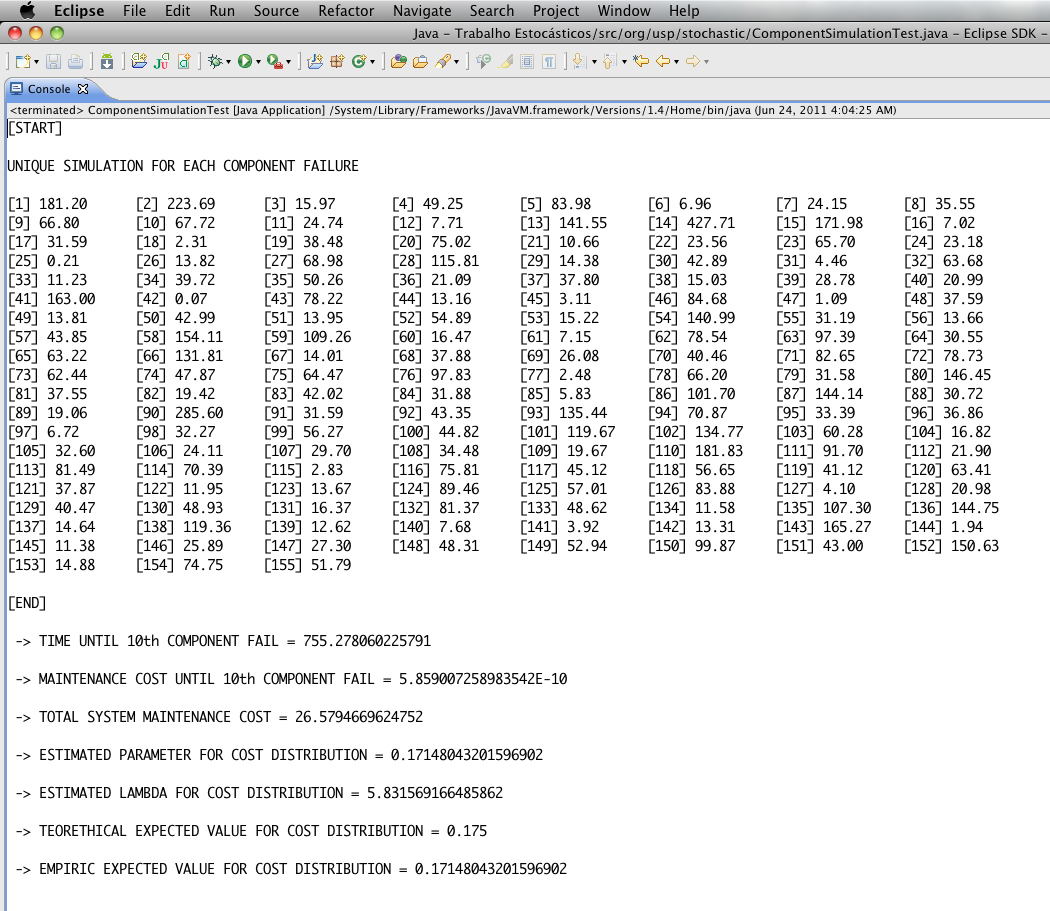 Eclipse File Edit Run Source Refactor Navigate Search Project Window Help
Java – Trabalho Estocásticos/src/org/usp/stochastic/ComponentSimulationTest.java – Eclipse SDK –
Console
<terminated> ComponentSimulationTest [Java Application] /System/Library/Frameworks/JavaVM.framework/Versions/1.4/Home/bin/java (Jun 24, 2011 4:04:25 AM)
[START]
UNIQUE SIMULATION FOR EACH COMPONENT FAILURE
[1] 181.20 [2] 223.69 [3] 15.97 [4] 49.25 [5] 83.98 [6] 6.96 [7] 24.15 [8] 35.55
[9] 66.80 [10] 67.72 [11] 24.74 [12] 7.71 [13] 141.55 [14] 427.71 [15] 171.98 [16] 7.02
[17] 31.59 [18] 2.31 [19] 38.48 [20] 75.02 [21] 10.66 [22] 23.56 [23] 65.70 [24] 23.18
[25] 0.21 [26] 13.82 [27] 68.98 [28] 115.81 [29] 14.38 [30] 42.89 [31] 4.46 [32] 63.68
[33] 11.23 [34] 39.72 [35] 50.26 [36] 21.09 [37] 37.80 [38] 15.03 [39] 28.78 [40] 20.99
[41] 163.00 [42] 0.07 [43] 78.22 [44] 13.16 [45] 3.11 [46] 84.68 [47] 1.09 [48] 37.59
[49] 13.81 [50] 42.99 [51] 13.95 [52] 54.89 [53] 15.22 [54] 140.99 [55] 31.19 [56] 13.66
[57] 43.85 [58] 154.11 [59] 109.26 [60] 16.47 [61] 7.15 [62] 78.54 [63] 97.39 [64] 30.55
[65] 63.22 [66] 131.81 [67] 14.01 [68] 37.88 [69] 26.08 [70] 40.46 [71] 82.65 [72] 78.73
[73] 62.44 [74] 47.87 [75] 64.47 [76] 97.83 [77] 2.48 [78] 66.20 [79] 31.58 [80] 146.45
[81] 37.55 [82] 19.42 [83] 42.02 [84] 31.88 [85] 5.83 [86] 101.70 [87] 144.14 [88] 30.72
[89] 19.06 [90] 285.60 [91] 31.59 [92] 43.35 [93] 135.44 [94] 70.87 [95] 33.39 [96] 36.86
[97] 6.72 [98] 32.27 [99] 56.27 [100] 44.82 [101] 119.67 [102] 134.77 [103] 60.28 [104] 16.82
[105] 32.60 [106] 24.11 [107] 29.70 [108] 34.48 [109] 19.67 [110] 181.83 [111] 91.70 [112] 21.90
[113] 81.49 [114] 70.39 [115] 2.83 [116] 75.81 [117] 45.12 [118] 56.65 [119] 41.12 [120] 63.41
[121] 37.87 [122] 11.95 [123] 13.67 [124] 89.46 [125] 57.01 [126] 83.88 [127] 4.10 [128] 20.98
[129] 40.47 [130] 48.93 [131] 16.37 [132] 81.37 [133] 48.62 [134] 11.58 [135] 107.30 [136] 144.75
[137] 14.64 [138] 119.36 [139] 12.62 [140] 7.68 [141] 3.92 [142] 13.31 [143] 165.27 [144] 1.94
[145] 11.38 [146] 25.89 [147] 27.30 [148] 48.31 [149] 52.94 [150] 99.87 [151] 43.00 [152] 150.63
[153] 14.88 [154] 74.75 [155] 51.79
[END]
-> TIME UNTIL 10th COMPONENT FAIL = 755.278060225791
-> MAINTENANCE COST UNTIL 10th COMPONENT FAIL = 5.859007258983542E-10
-> TOTAL SYSTEM MAINTENANCE COST = 26.5794669624752
-> ESTIMATED PARAMETER FOR COST DISTRIBUTION = 0.17148043201596902
-> ESTIMATED LAMBDA FOR COST DISTRIBUTION = 5.831569166485862
-> TEORETHICAL EXPECTED VALUE FOR COST DISTRIBUTION = 0.175
-> EMPIRIC EXPECTED VALUE FOR COST DISTRIBUTION = 0.17148043201596902